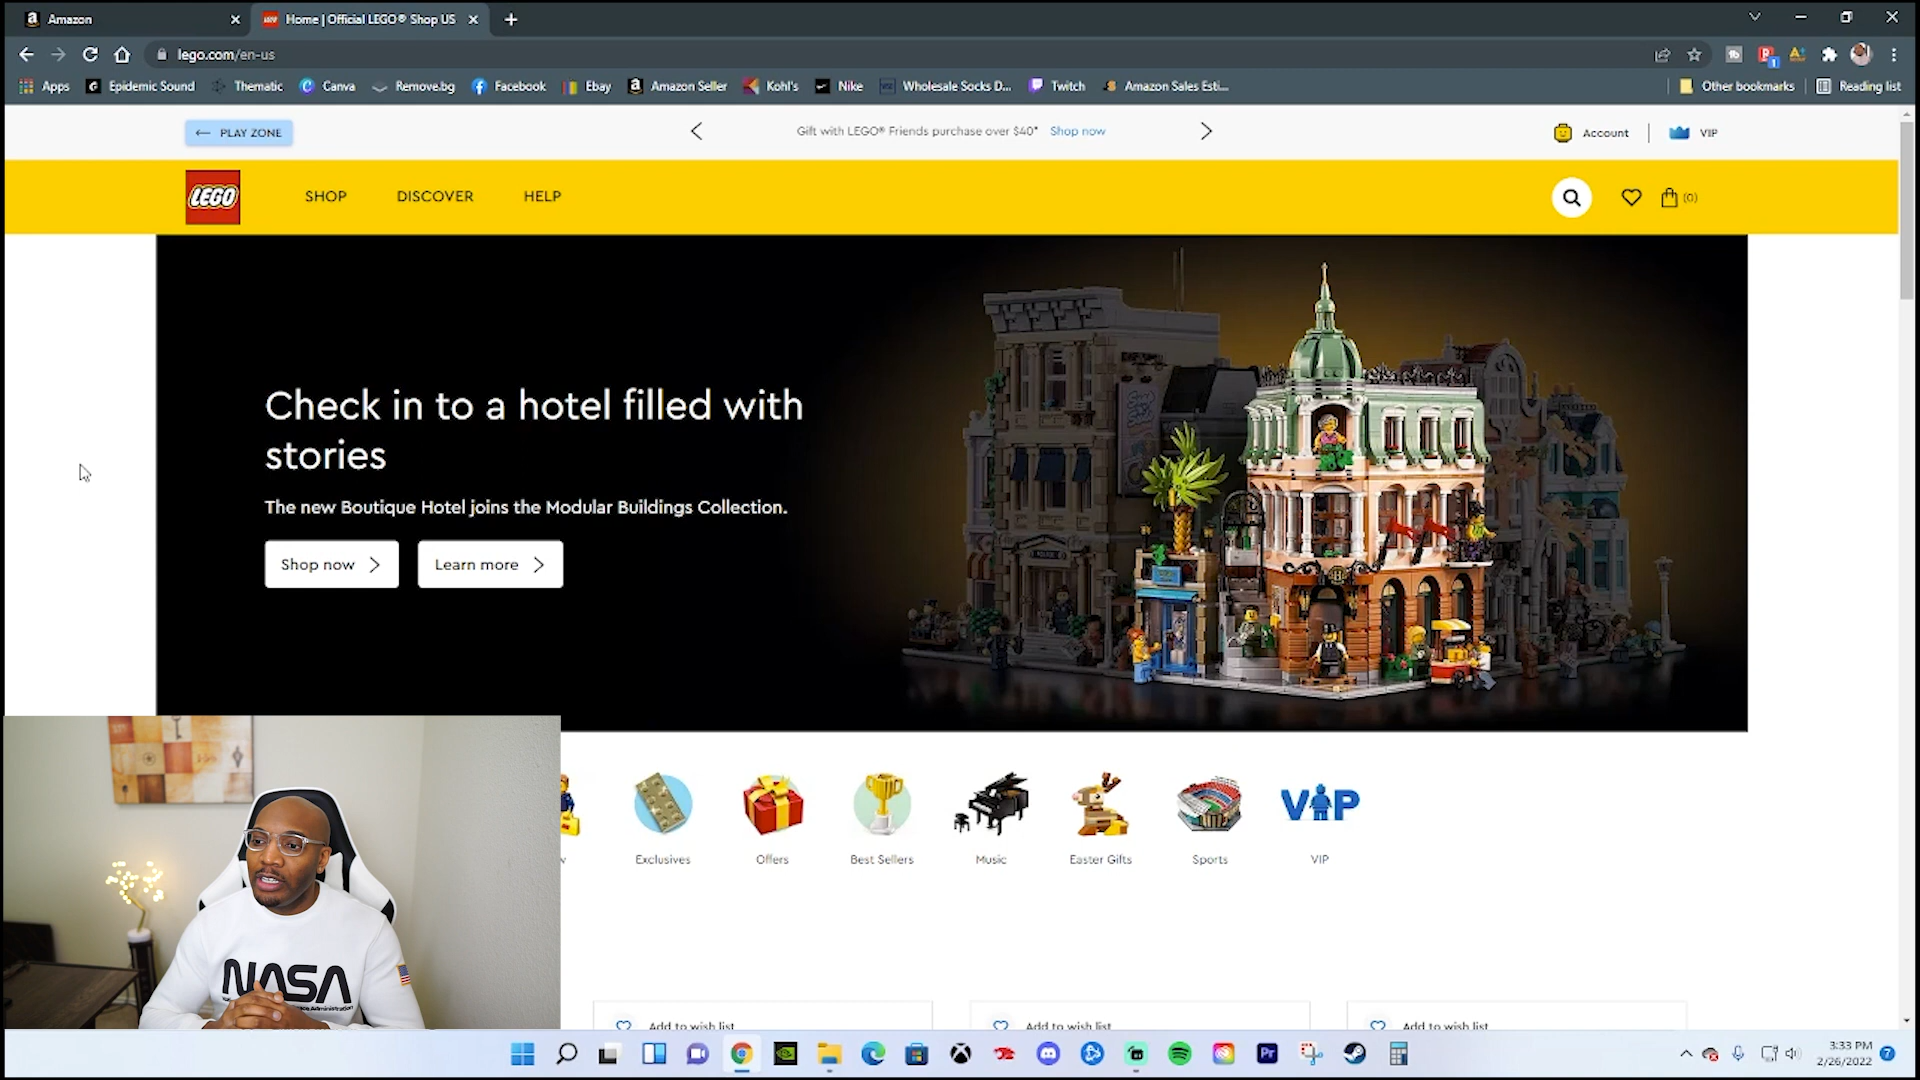 Amazon
Home | Official LEGO® Shop US
lego.com/en-us
Apps
Epidemic Sound
Thematic
Canva
Remove.bg
Facebook
Ebay
Amazon Seller
Kohl's
Nike
Wholesale Socks D...
Twitch
Amazon Sales Esti...
Other bookmarks
Reading list
PLAY ZONE
Gift with LEGO® Friends purchase over $40* Shop now
Account
VIP
LEGO
SHOP
DISCOVER
HELP
(0)
Check in to a hotel filled with
stories
The new Boutique Hotel joins the Modular Buildings Collection.
Shop now
Learn more
VIP
Exclusives
Offers
Best Sellers
Music
Easter Gifts
Sports
VIP
NASA
Add to wish list
Add to wish list
Add to wish list
Pr
3:33 PM
2/26/2022
7